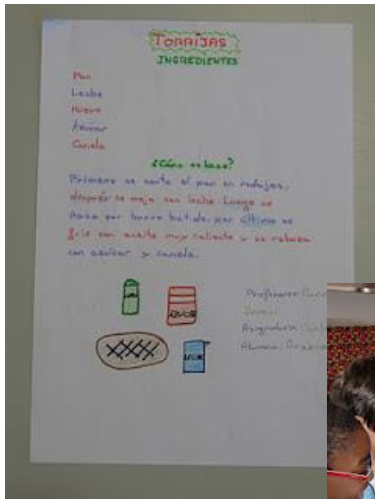 TORRIJAS
INGREDIENTES
Pan
Leche
Huevo
Azúcar
Canela
¿Cómo se hace?
Primero se corta el pan en rodajas,
después se moja con leche. Luego se
pasa por huevo batido, por último se
fríe con aceite muy caliente y se reboza
con azúcar y canela.
Profesora:
Asignatura:
Alumna: